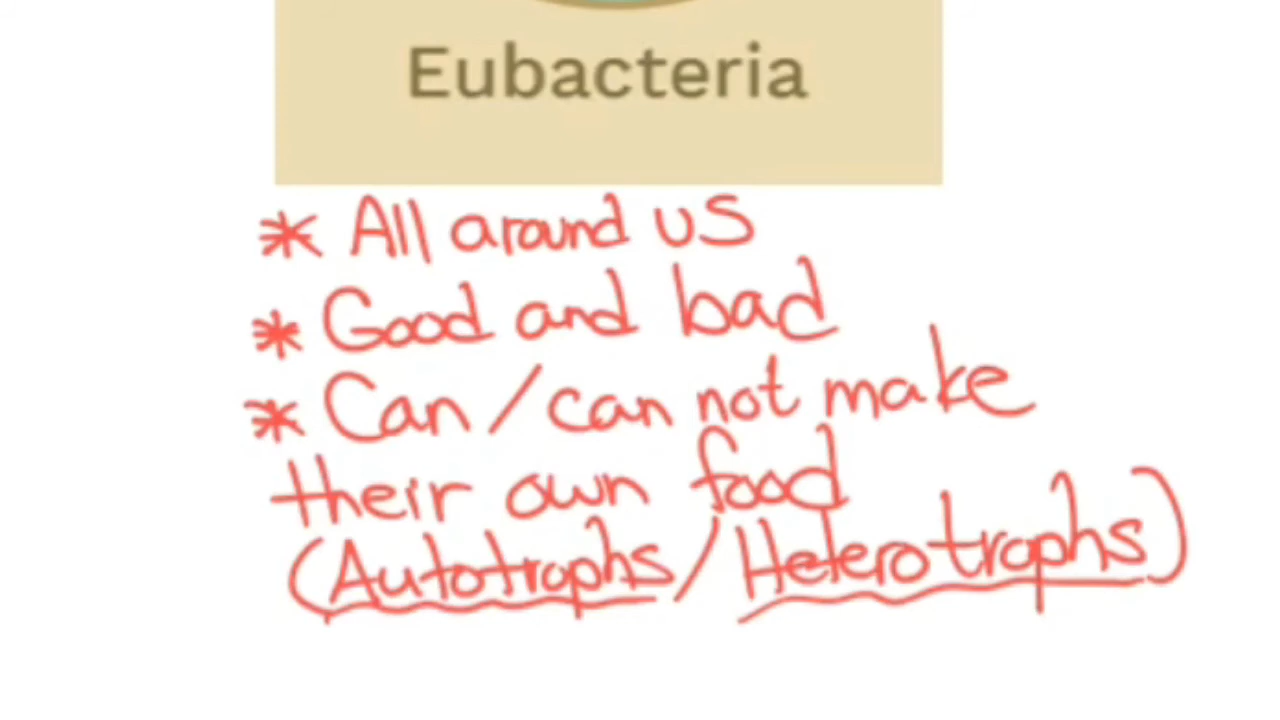 Eubacteria
* All around us
* Good and bad
* Can/can not make
their own food
(Autotrophs/Heterotrophs)